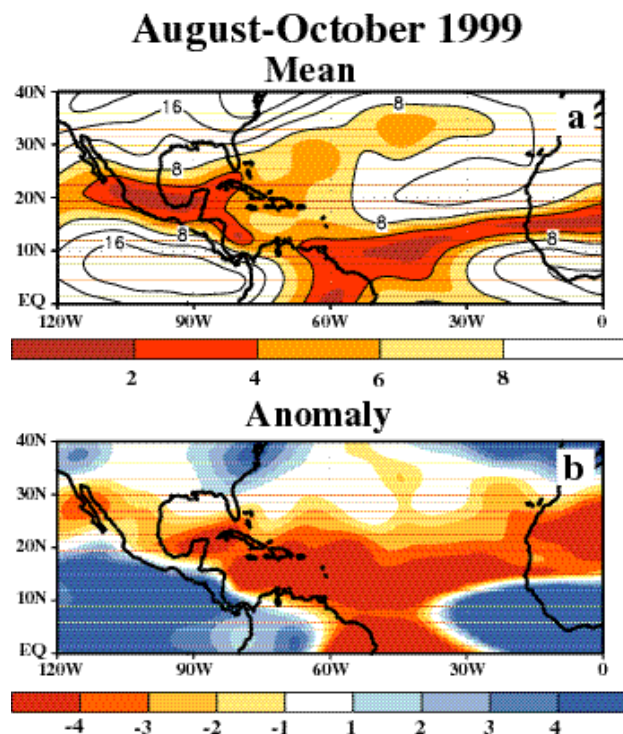 August-October 1999
Mean
a
40N
30N
20N
10N
EQ
16
8
8
8
16
8
8
8
120W 90W 60W 30W 0
2 4 6 8
Anomaly
b
40N
30N
20N
10N
EQ
120W 90W 60W 30W 0
-4 -3 -2 -1 1 2 3 4